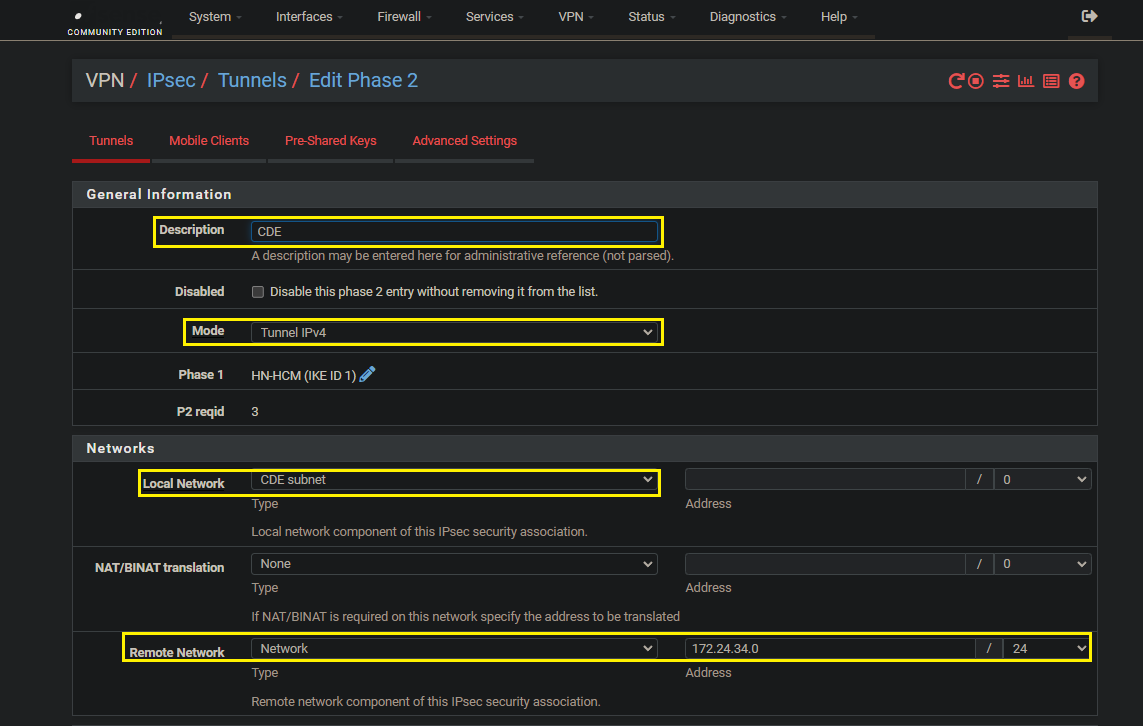 COMMUNITY EDITION
System Interfaces Firewall Services VPN Status Diagnostics Help
VPN / IPsec / Tunnels / Edit Phase 2
Tunnels Mobile Clients Pre-Shared Keys Advanced Settings
General Information
Description CDE
A description may be entered here for administrative reference (not parsed).
Disabled Disable this phase 2 entry without removing it from the list.
Mode Tunnel IPv4
Phase 1 HN-HCM (IKE ID 1)
P2 reqid 3
Networks
Local Network CDE subnet / 0
Type Address
Local network component of this IPsec security association.
NAT/BINAT translation None / 0
Type Address
If NAT/BINAT is required on this network specify the address to be translated
Remote Network Network 172.24.34.0 / 24
Type Address
Remote network component of this IPsec security association.